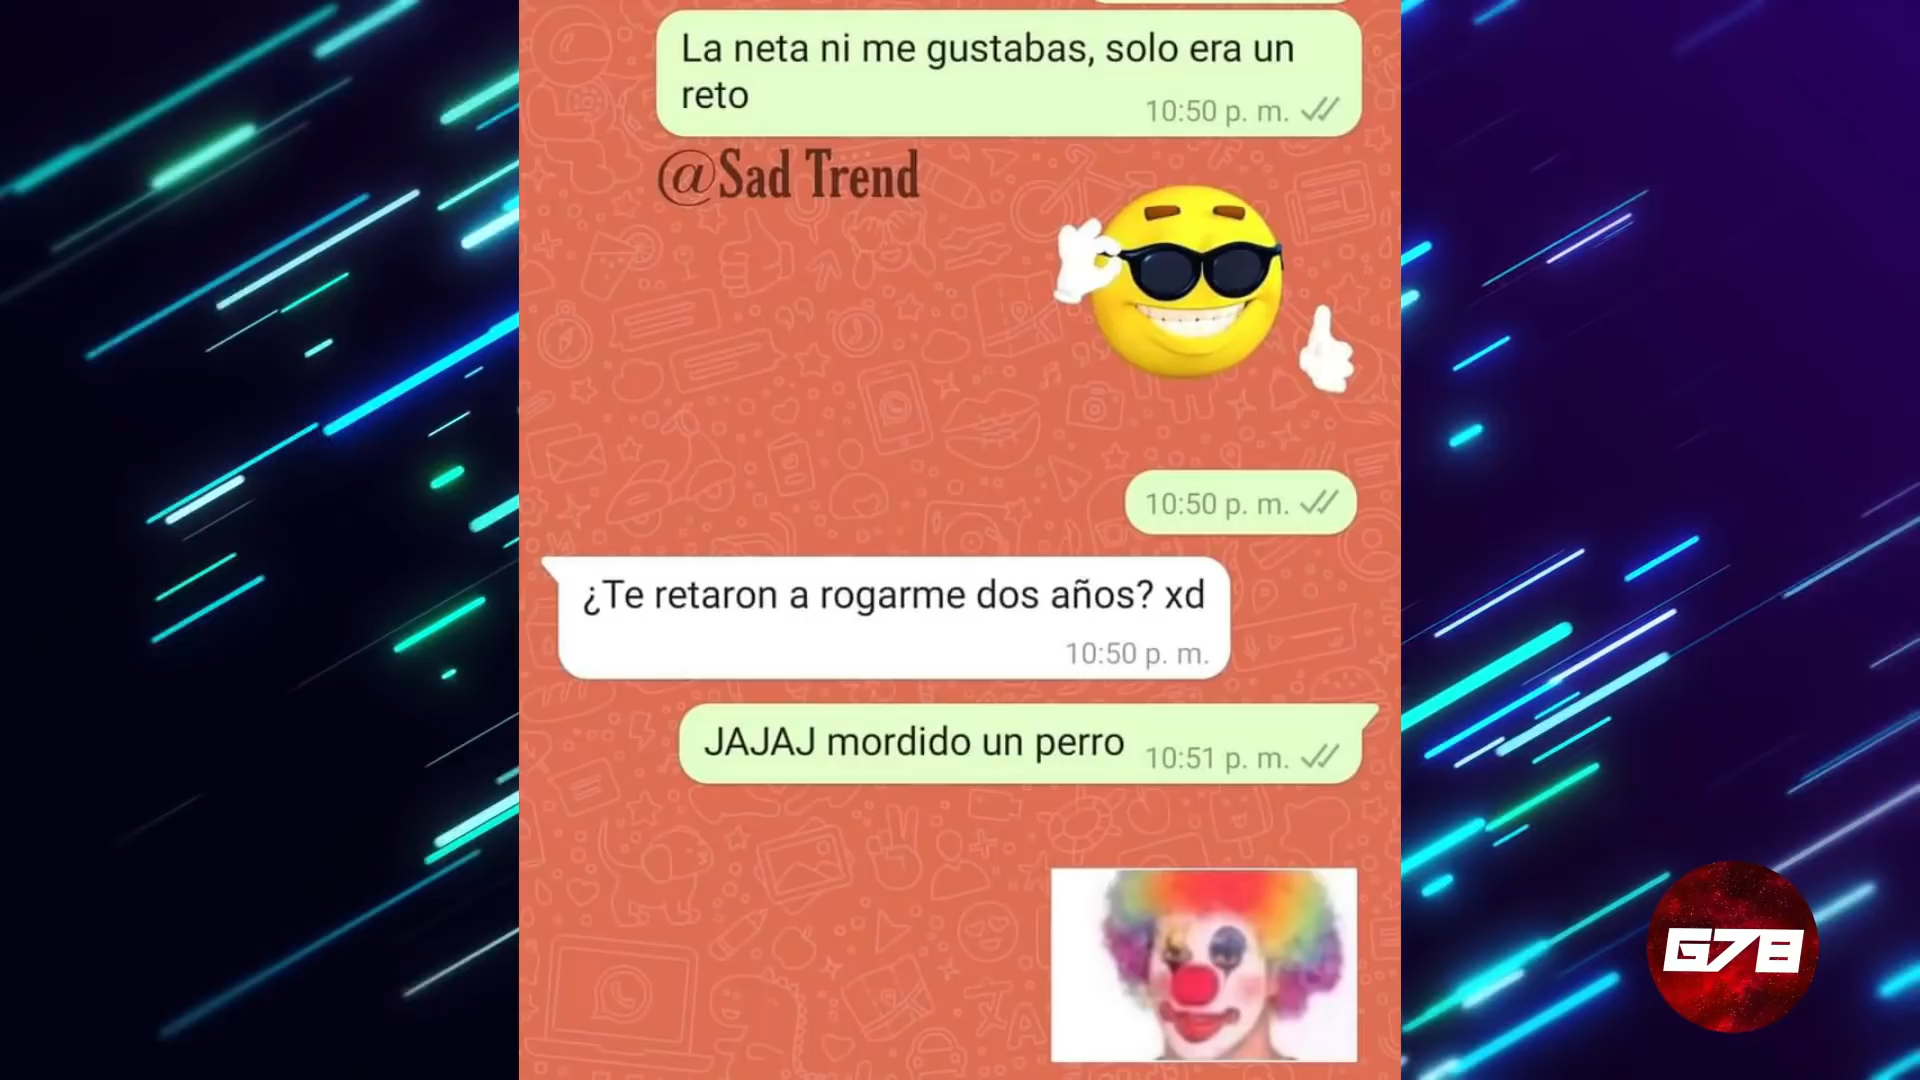 La neta ni me gustabas, solo era un
reto
10:50 p. m.
@Sad Trend
10:50 p. m.
¿Te retaron a rogarme dos años? xd
10:50 p. m.
JAJAJ mordido un perro
10:51 p. m.
G78